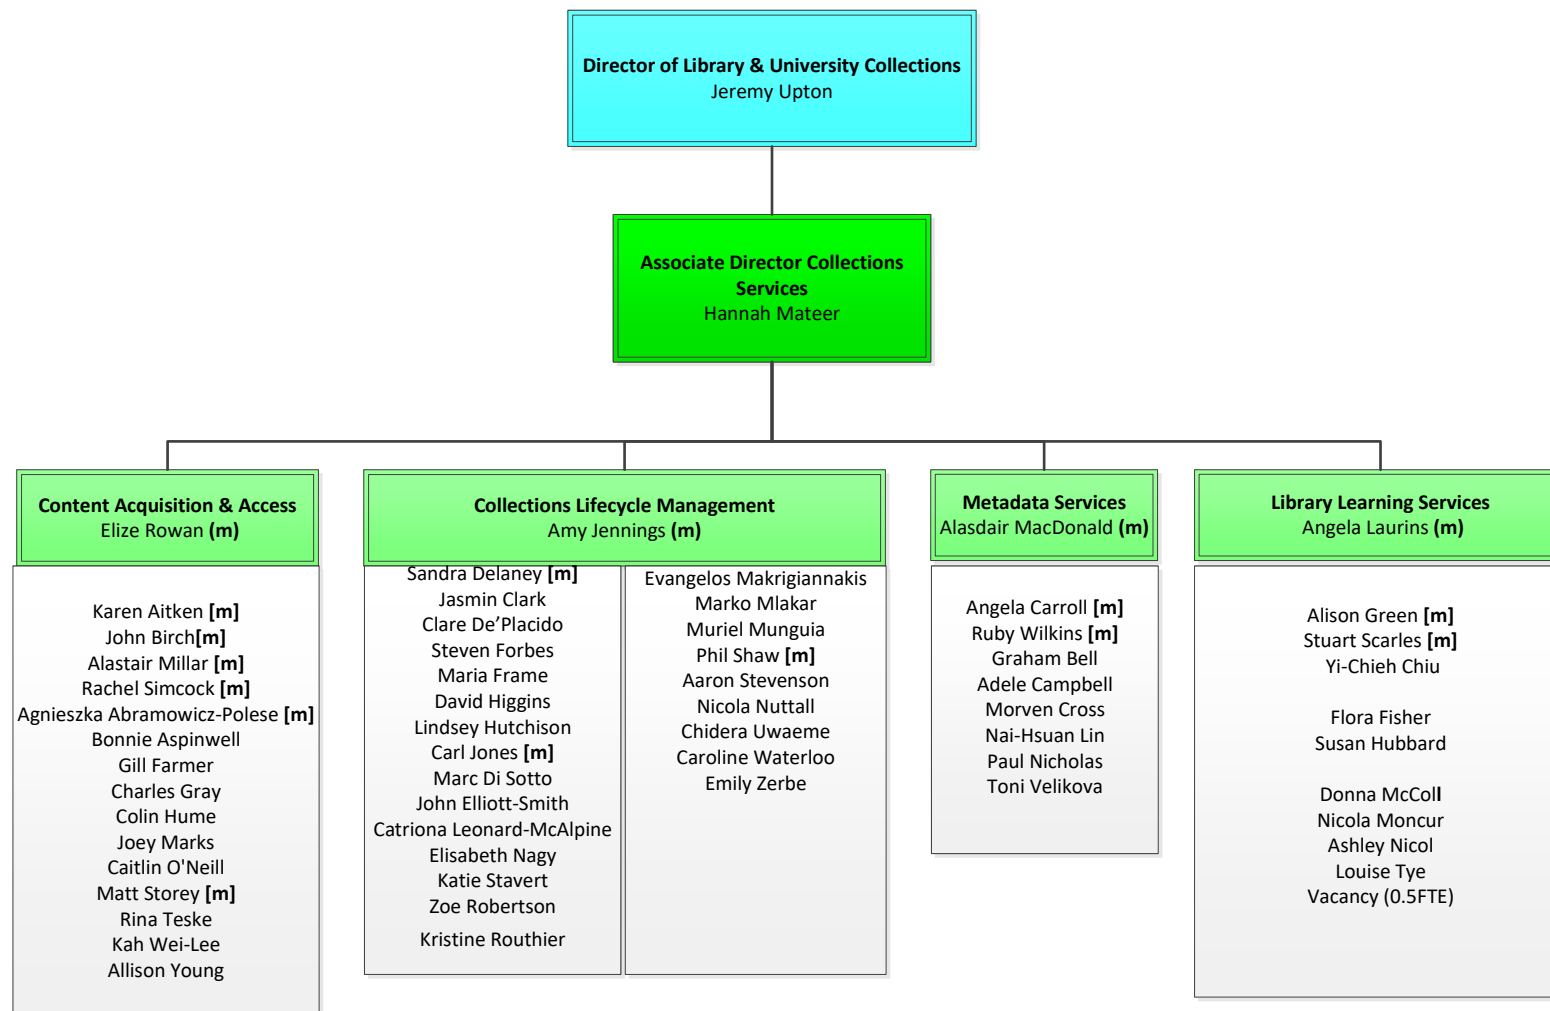 Director of Library & University Collections
Jeremy Upton
Associate Director Collections
Services
Hannah Mateer
Content Acquisition & Access
Elize Rowan (m)
Karen Aitken [m]
John Birch[m]
Alastair Millar [m]
Rachel Simcock [m]
Agnieszka Abramowicz-Polese [m]
Bonnie Aspinwell
Gill Farmer
Charles Gray
Colin Hume
Joey Marks
Caitlin O'Neill
Matt Storey [m]
Rina Teske
Kah Wei-Lee
Allison Young
Collections Lifecycle Management
Amy Jennings (m)
Sandra Delaney [m]
Jasmin Clark
Clare De’Placido
Steven Forbes
Maria Frame
David Higgins
Lindsey Hutchison
Carl Jones [m]
Marc Di Sotto
John Elliott-Smith
Catriona Leonard-McAlpine
Elisabeth Nagy
Katie Stavert
Zoe Robertson
Kristine Routhier
Evangelos Makrigiannakis
Marko Mlakar
Muriel Munguia
Phil Shaw [m]
Aaron Stevenson
Nicola Nuttall
Chidera Uwaeme
Caroline Waterloo
Emily Zerbe
Metadata Services
Alasdair MacDonald (m)
Angela Carroll [m]
Ruby Wilkins [m]
Graham Bell
Adele Campbell
Morven Cross
Nai-Hsuan Lin
Paul Nicholas
Toni Velikova
Library Learning Services
Angela Laurins (m)
Alison Green [m]
Stuart Scarles [m]
Yi-Chieh Chiu
Flora Fisher
Susan Hubbard
Donna McColl
Nicola Moncur
Ashley Nicol
Louise Tye
Vacancy (0.5FTE)